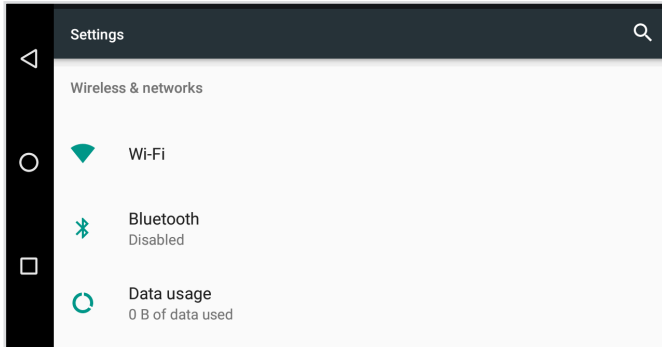 Settings
Wireless & networks
Wi-Fi
Bluetooth
Disabled
Data usage
0 B of data used